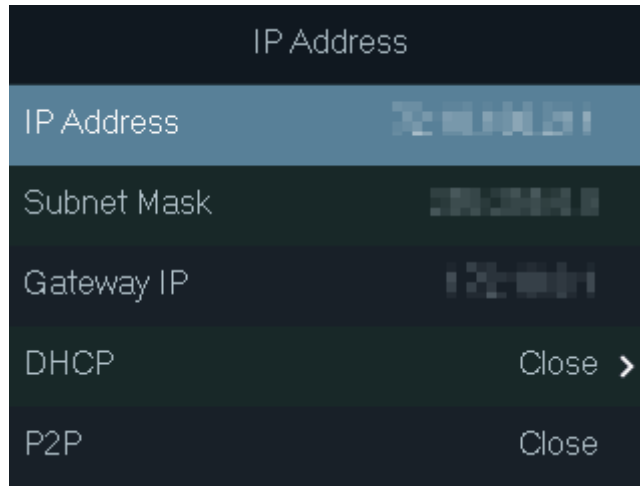 IP Address
IP Address
Subnet Mask
Gateway IP
DHCP Close
P2P Close